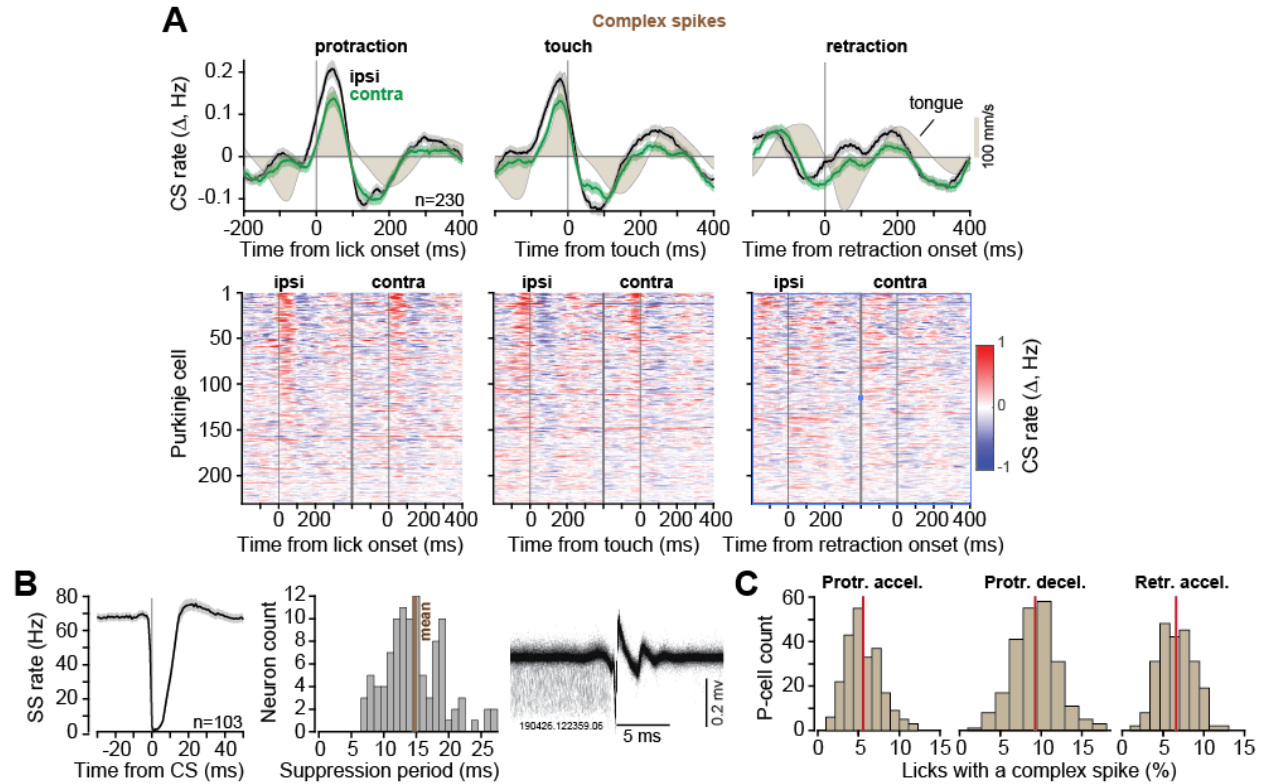 A
Complex spikes
protraction
touch
retraction
ipsi
contra
tongue
100 mm/s
CS rate (Δ, Hz)
0.2
0.1
0
-0.1
n=230
-200 0 200 400
0 200 400
0 200 400
Time from lick onset (ms)
Time from touch (ms)
Time from retraction onset (ms)
ipsi contra
ipsi contra
ipsi contra
Purkinje cell
1
50
100
150
200
1
0
-1
CS rate (Δ, Hz)
0 200 0 200 400
0 200 0 200 400
0 200 0 200 400
Time from lick onset (ms)
Time from touch (ms)
Time from retraction onset (ms)
B
SS rate (Hz)
80
60
40
20
0
n=103
-20 0 20 40
Time from CS (ms)
Neuron count
12
10
8
6
4
2
0
mean
0 5 10 15 20 25
Suppression period (ms)
190426.122359.06
5 ms
0.2 mv
C
Protr. accel.
Protr. decel.
Retr. accel.
P-cell count
60
40
20
0
0 5 10 15
0 5 10 15
0 5 10 15
Licks with a complex spike (%)